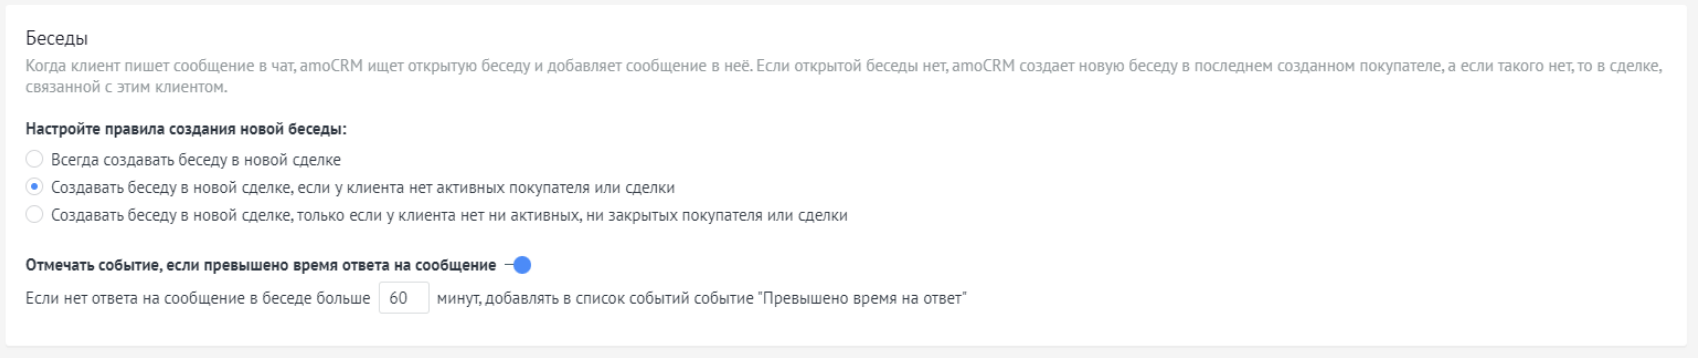 Беседы
Когда клиент пишет сообщение в чат, amoCRM ищет открытую беседу и добавляет сообщение в неё. Если открытой беседы нет, amoCRM создает новую беседу в последнем созданном покупателе, а если такого нет, то в сделке,
связанной с этим клиентом.
Настройте правила создания новой беседы:
Всегда создавать беседу в новой сделке
Создавать беседу в новой сделке, если у клиента нет активных покупателя или сделки
Создавать беседу в новой сделке, только если у клиента нет ни активных, ни закрытых покупателя или сделки
Отмечать событие, если превышено время ответа на сообщение
Если нет ответа на сообщение в беседе больше 60 минут, добавлять в список событий событие "Превышено время на ответ"